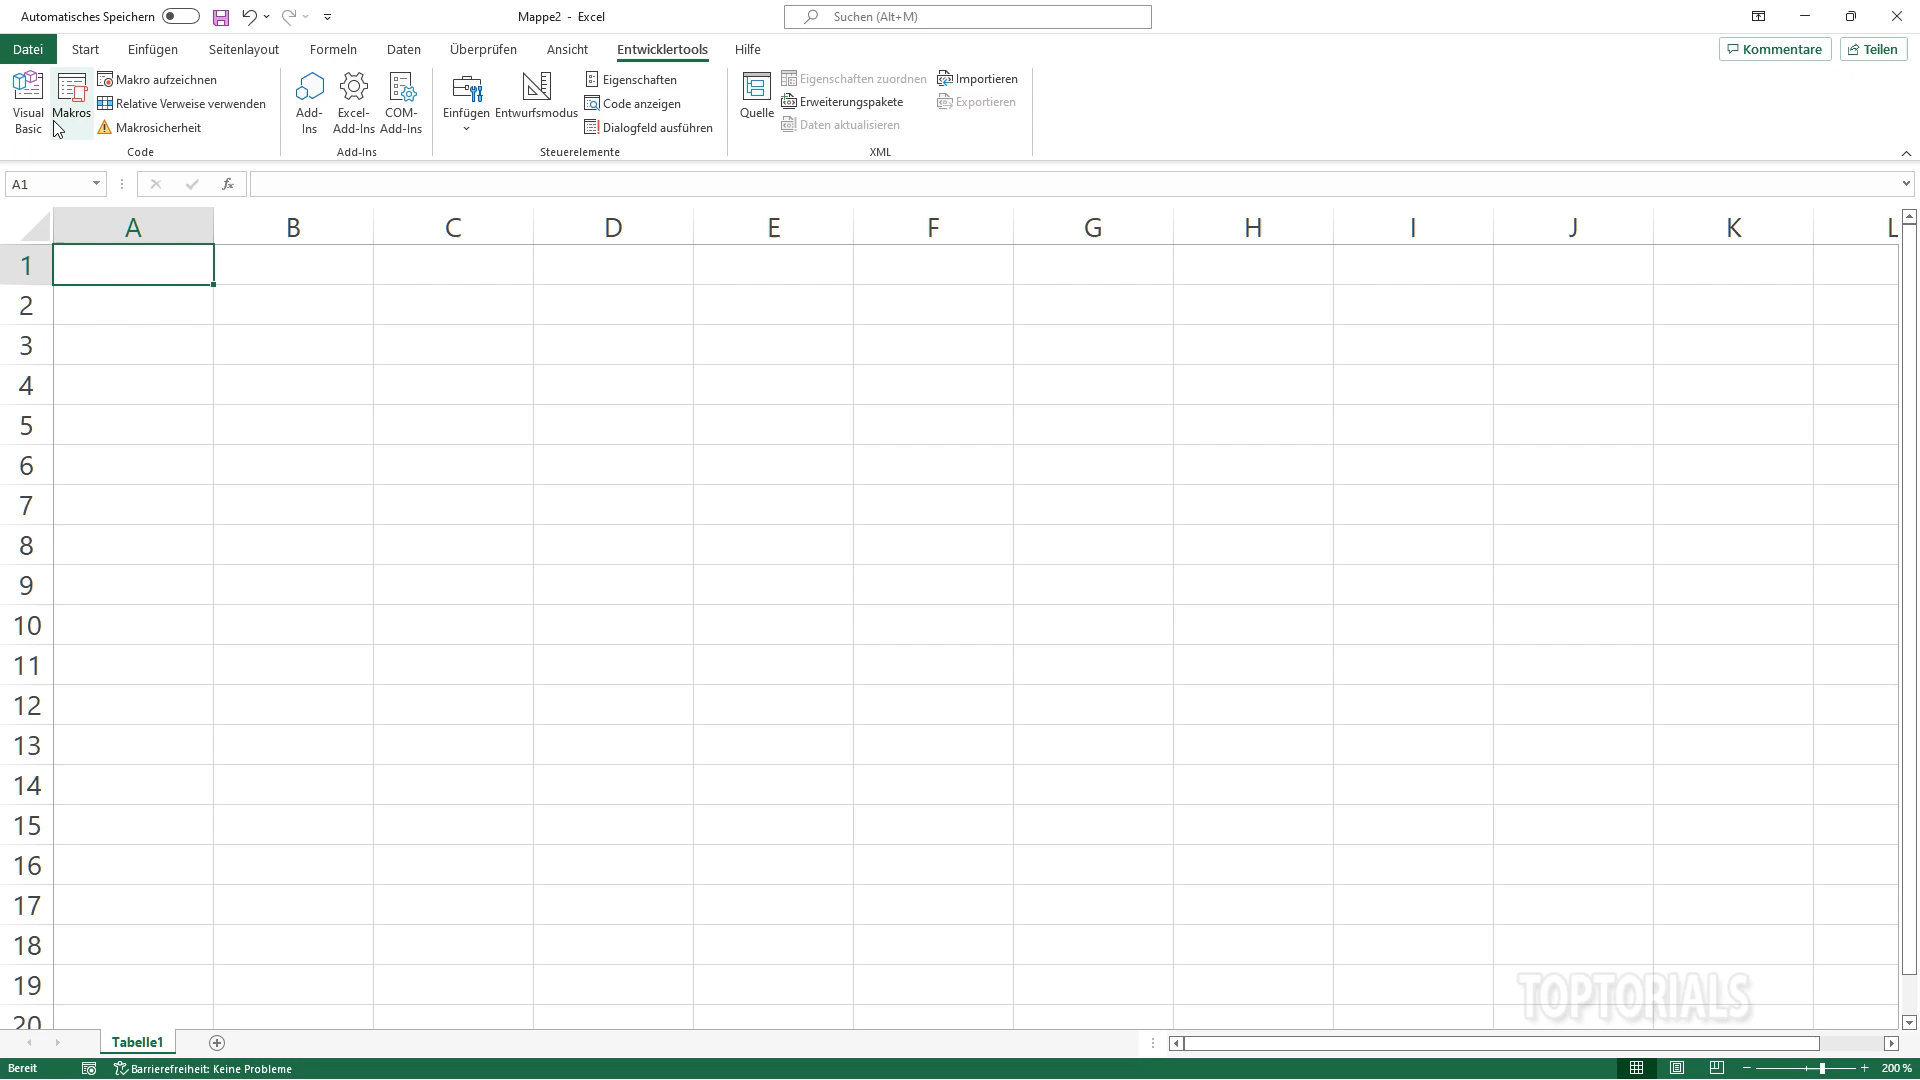 Automatisches Speichern
Mappe2 - Excel
Suchen (Alt+M)
Datei Start Einfügen Seitenlayout Formeln Daten Überprüfen Ansicht Entwicklertools Hilfe Kommentare Teilen
Visual Basic
Makros
Makro aufzeichnen
Relative Verweise verwenden
Makrosicherheit
Code
Add-Ins
Excel-Add-Ins
COM-Add-Ins
Add-Ins
Einfügen
Entwurfsmodus
Eigenschaften
Code anzeigen
Dialogfeld ausführen
Steuerelemente
Quelle
Eigenschaften zuordnen
Erweiterungspakete
Daten aktualisieren
Importieren
Exportieren
XML
A1
fx
A B C D E F G H I J K L
1
2
3
4
5
6
7
8
9
10
11
12
13
14
15
16
17
18
19
20
TOPTORIALS
Tabelle1
Bereit
Barrierefreiheit: Keine Probleme
200 %